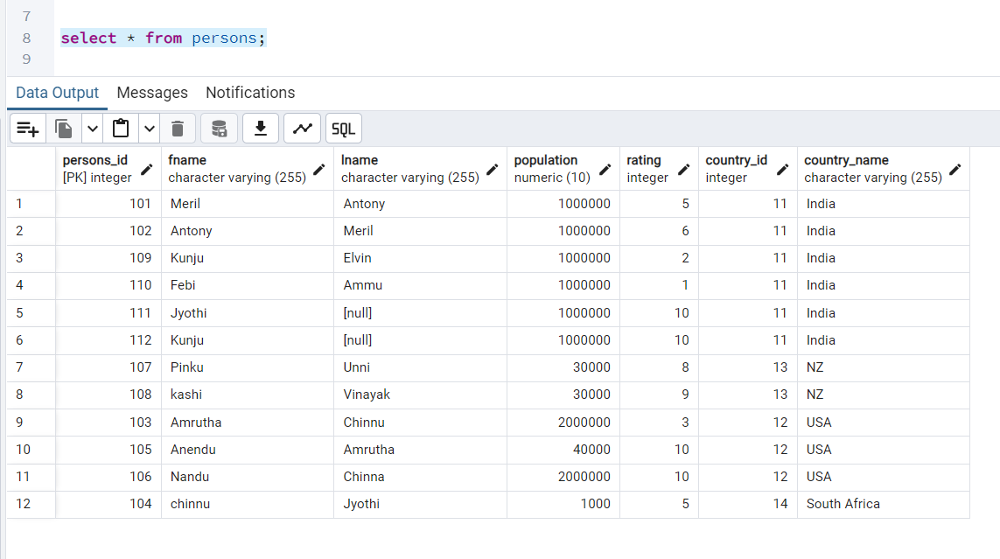 7
8 select * from persons;
9
Data Output Messages Notifications
SQL
persons_id fname lname population rating country_id country_name
[PK] integer character varying (255) character varying (255) numeric (10) integer integer character varying (255)
1 101 Meril Antony 1000000 5 11 India
2 102 Antony Meril 1000000 6 11 India
3 109 Kunju Elvin 1000000 2 11 India
4 110 Febi Ammu 1000000 1 11 India
5 111 Jyothi [null] 1000000 10 11 India
6 112 Kunju [null] 1000000 10 11 India
7 107 Pinku Unni 30000 8 13 NZ
8 108 kashi Vinayak 30000 9 13 NZ
9 103 Amrutha Chinnu 2000000 3 12 USA
10 105 Anendu Amrutha 40000 10 12 USA
11 106 Nandu Chinna 2000000 10 12 USA
12 104 chinnu Jyothi 1000 5 14 South Africa